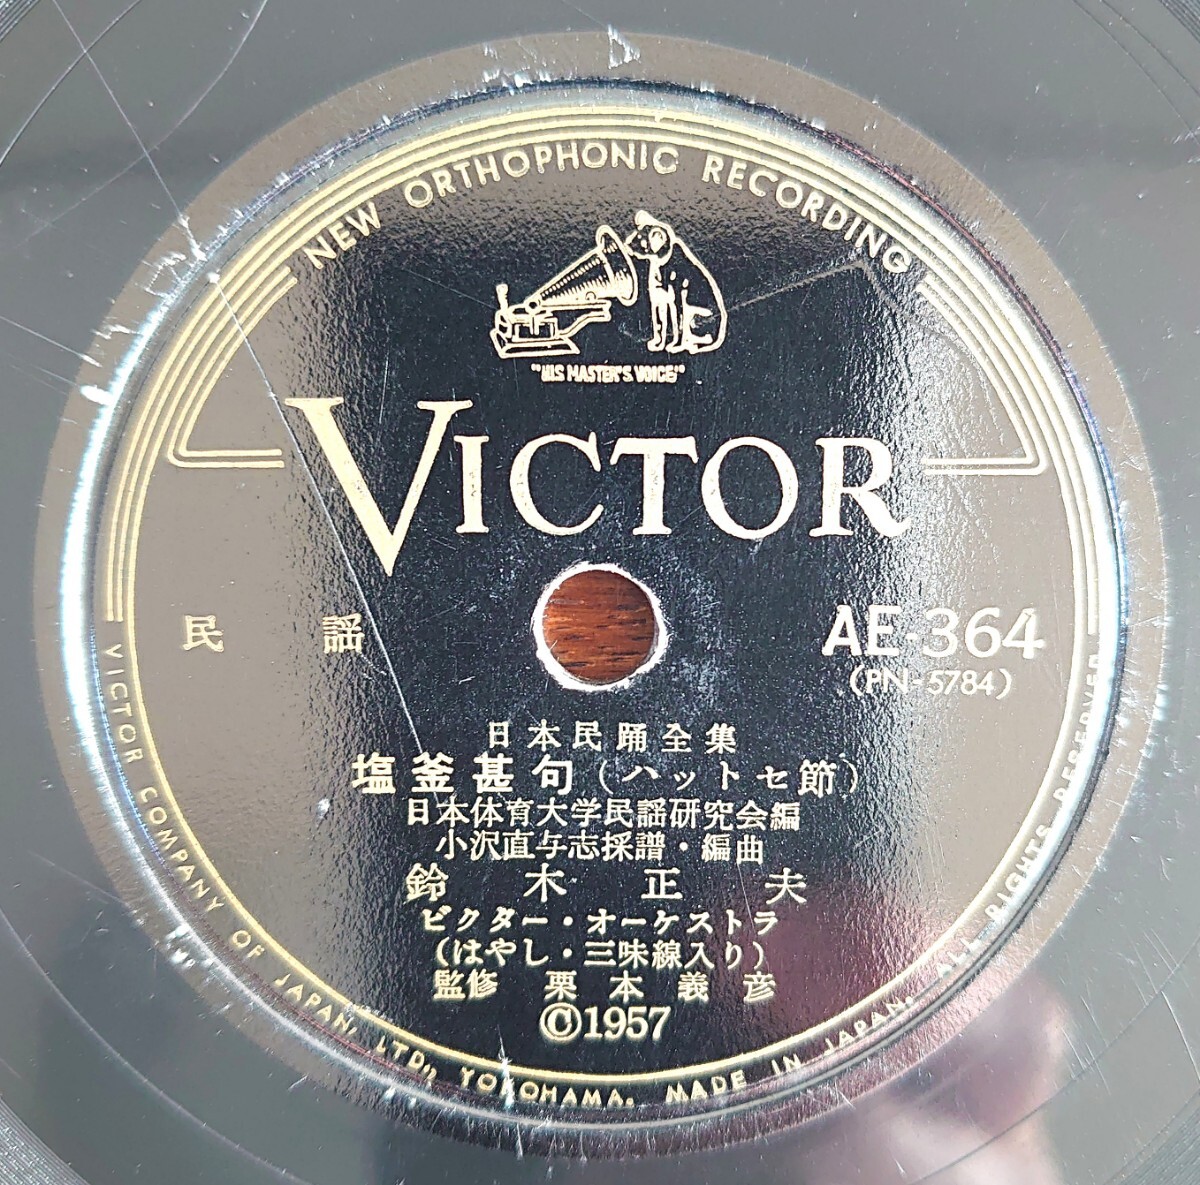 NEW ORTHOPHONIC RECORDING
"HIS MASTER'S VOICE"
VICTOR
民謡
AE-364
(PN-5784)
日本民踊全集
塩釜甚句(ハットセ節)
日本体育大学民謡研究会編
小沢直与志採譜・編曲
鈴木正夫
ビクター・オーケストラ
(はやし・三味線入り)
監修 栗本義彦
©1957
VICTOR COMPANY OF JAPAN, LTD., YOKOHAMA. MADE IN JAPAN. ALL RIGHTS RESERVED